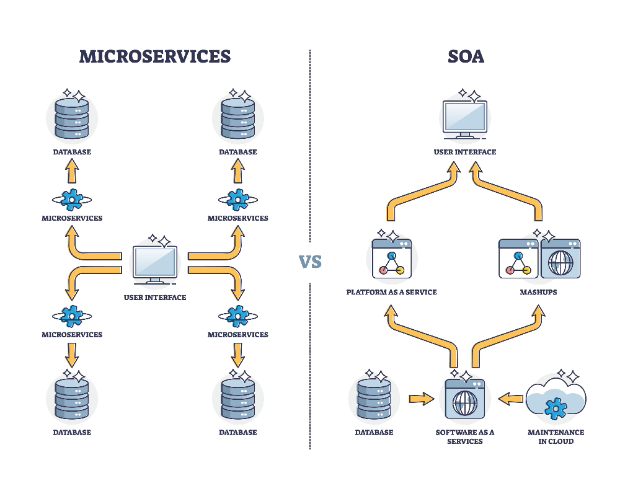 MICROSERVICES
DATABASE
DATABASE
MICROSERVICES
MICROSERVICES
USER INTERFACE
MICROSERVICES
MICROSERVICES
DATABASE
DATABASE
VS
SOA
USER INTERFACE
PLATFORM AS A SERVICE
MASHUPS
DATABASE
SOFTWARE AS A
SERVICES
MAINTENANCE
IN CLOUD